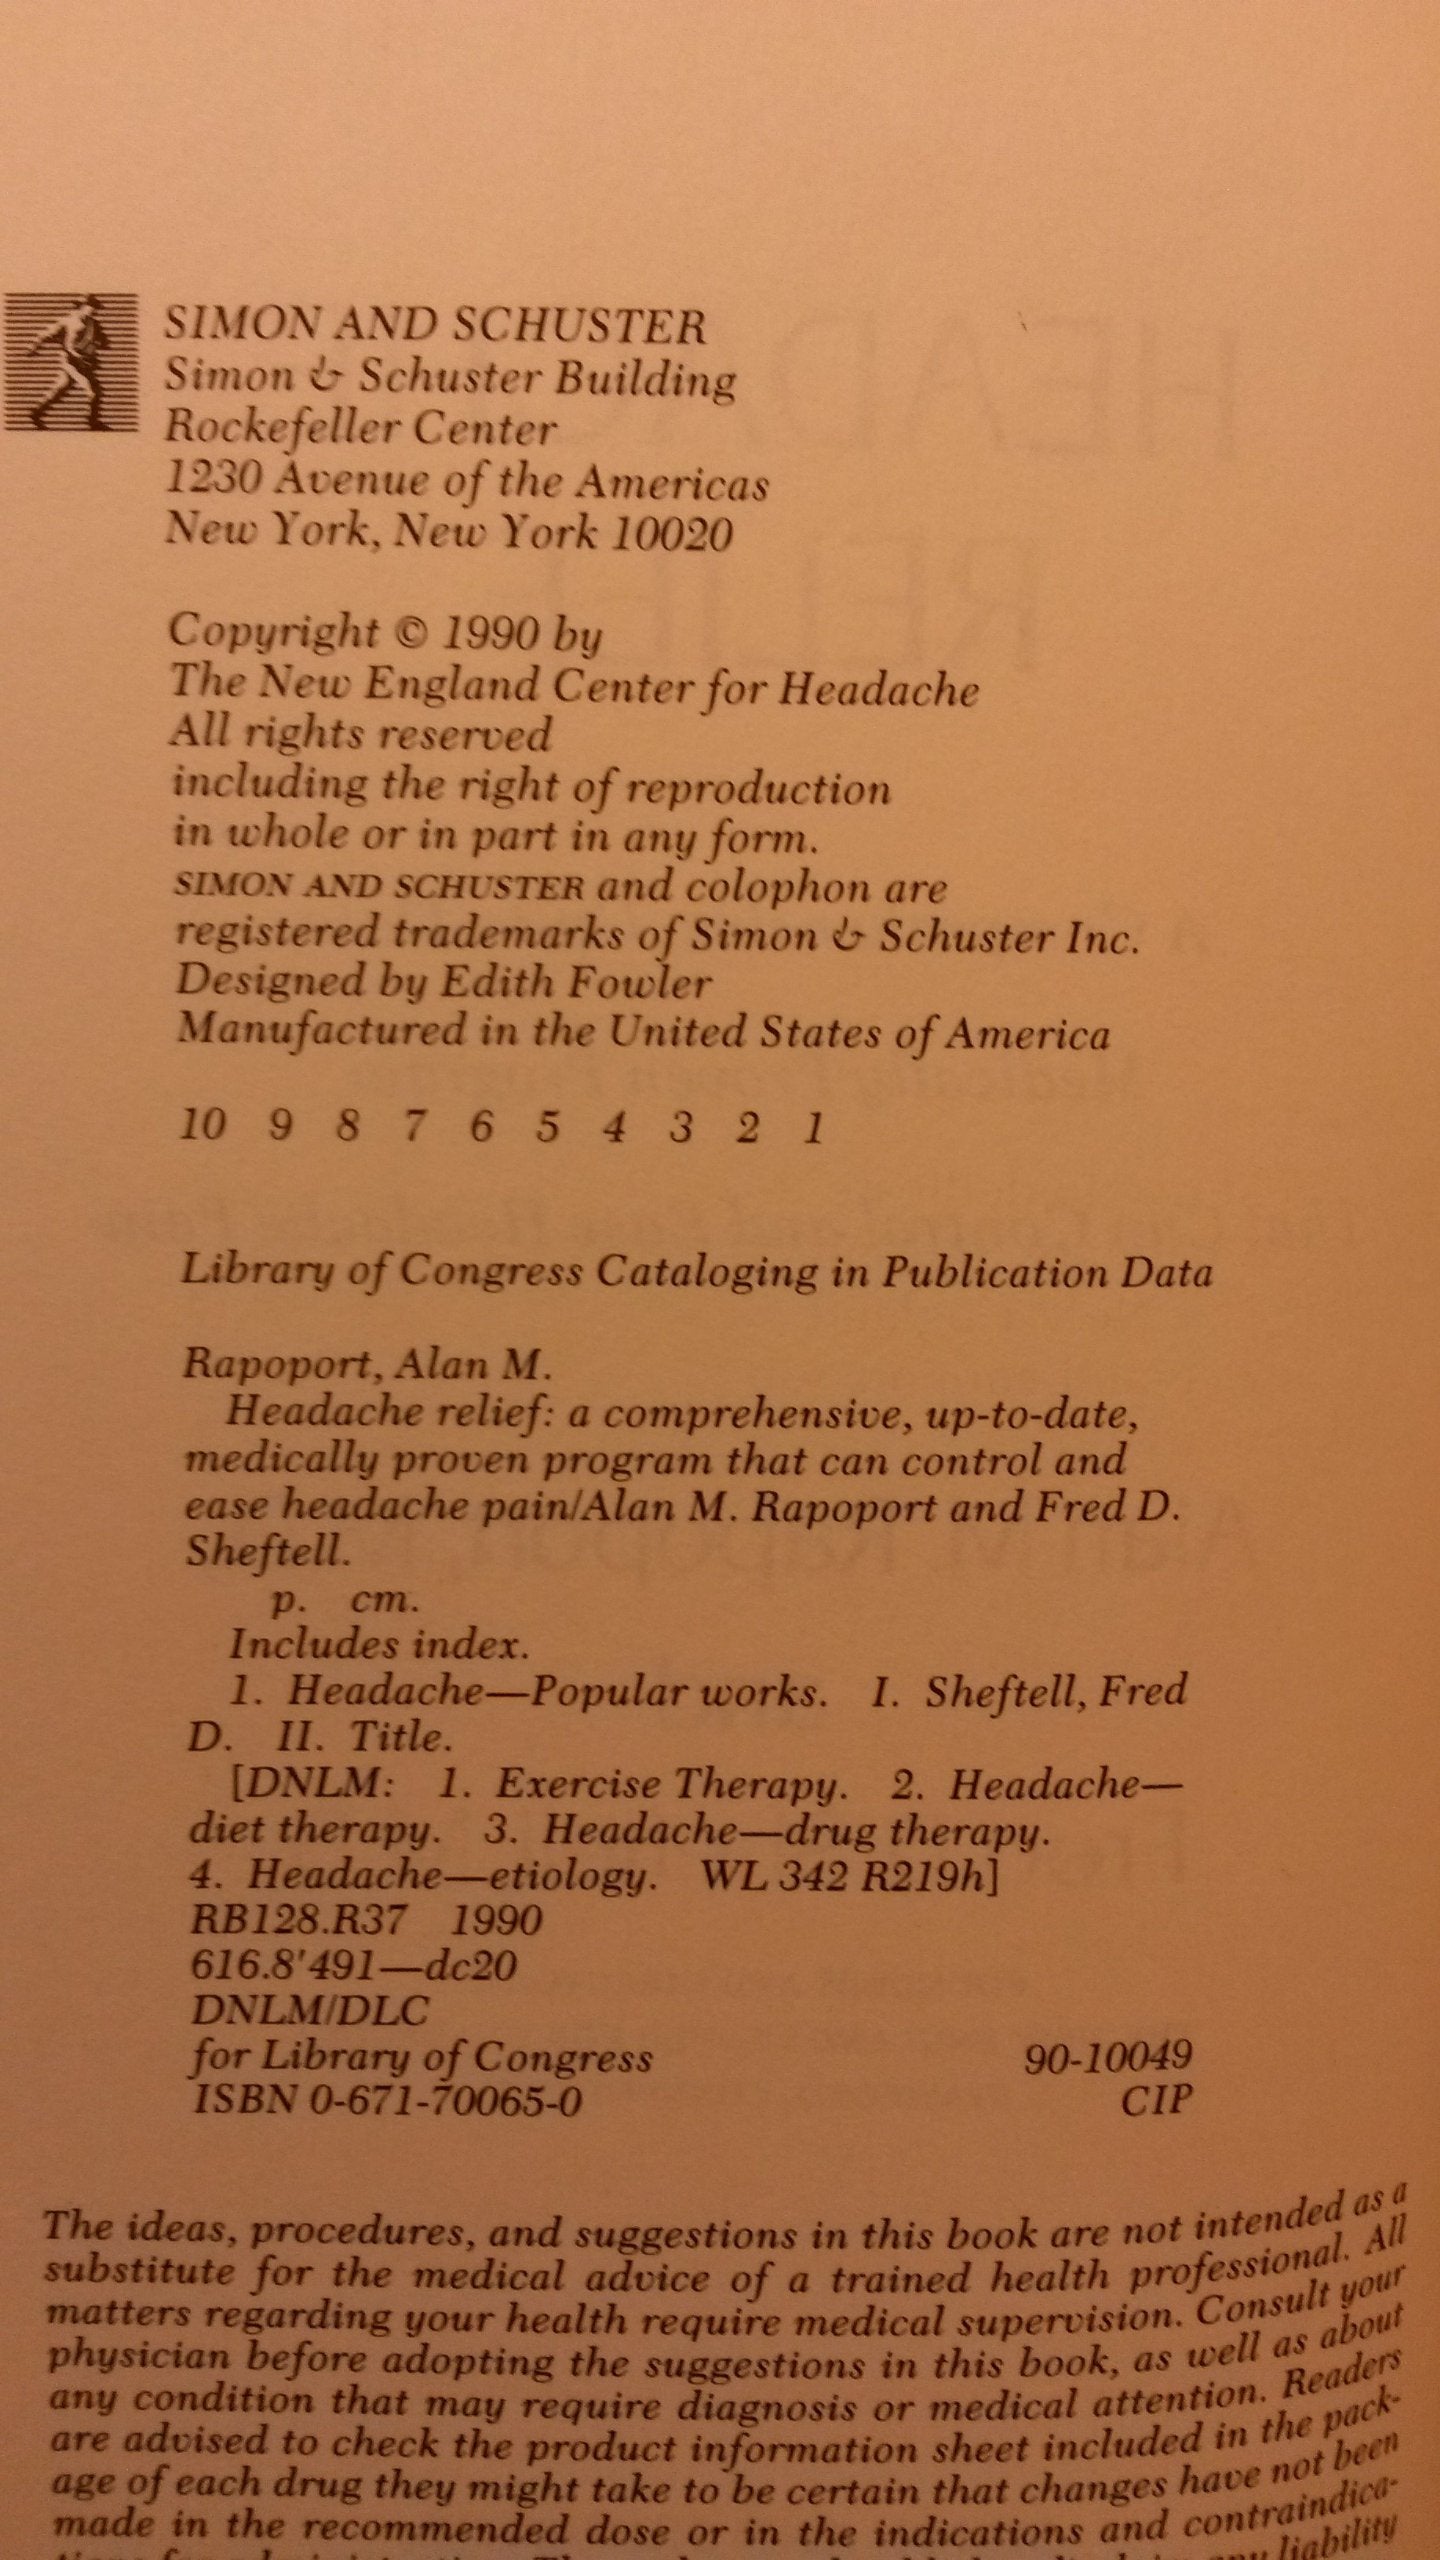 SIMON AND SCHUSTER
Simon & Schuster Building
Rockefeller Center
1230 Avenue of the Americas
New York, New York 10020
Copyright © 1990 by
The New England Center for Headache
All rights reserved
including the right of reproduction
in whole or in part in any form.
SIMON AND SCHUSTER and colophon are
registered trademarks of Simon & Schuster Inc.
Designed by Edith Fowler
Manufactured in the United States of America
10 9 8 7 6 5 4 3 2 1
Library of Congress Cataloging in Publication Data
Rapoport, Alan M.
Headache relief: a comprehensive, up-to-date,
medically proven program that can control and
ease headache pain/Alan M. Rapoport and Fred D.
Sheftell.
p. cm.
Includes index.
1. Headache—Popular works. I. Sheftell, Fred
D. II. Title.
[DNLM: 1. Exercise Therapy. 2. Headache—
diet therapy. 3. Headache—drug therapy.
4. Headache—etiology. WL 342 R219h]
RB128.R37 1990
616.8'491—dc20
DNLM/DLC
for Library of Congress 90-10049
ISBN 0-671-70065-0 CIP
The ideas, procedures, and suggestions in this book are not intended as a
substitute for the medical advice of a trained health professional. All
matters regarding your health require medical supervision. Consult your
physician before adopting the suggestions in this book, as well as about
any condition that may require diagnosis or medical attention. Readers
are advised to check the product information sheet included in the pack-
age of each drug they might take to be certain that changes have not been
made in the recommended dose or in the indications and contraindica-
any liability